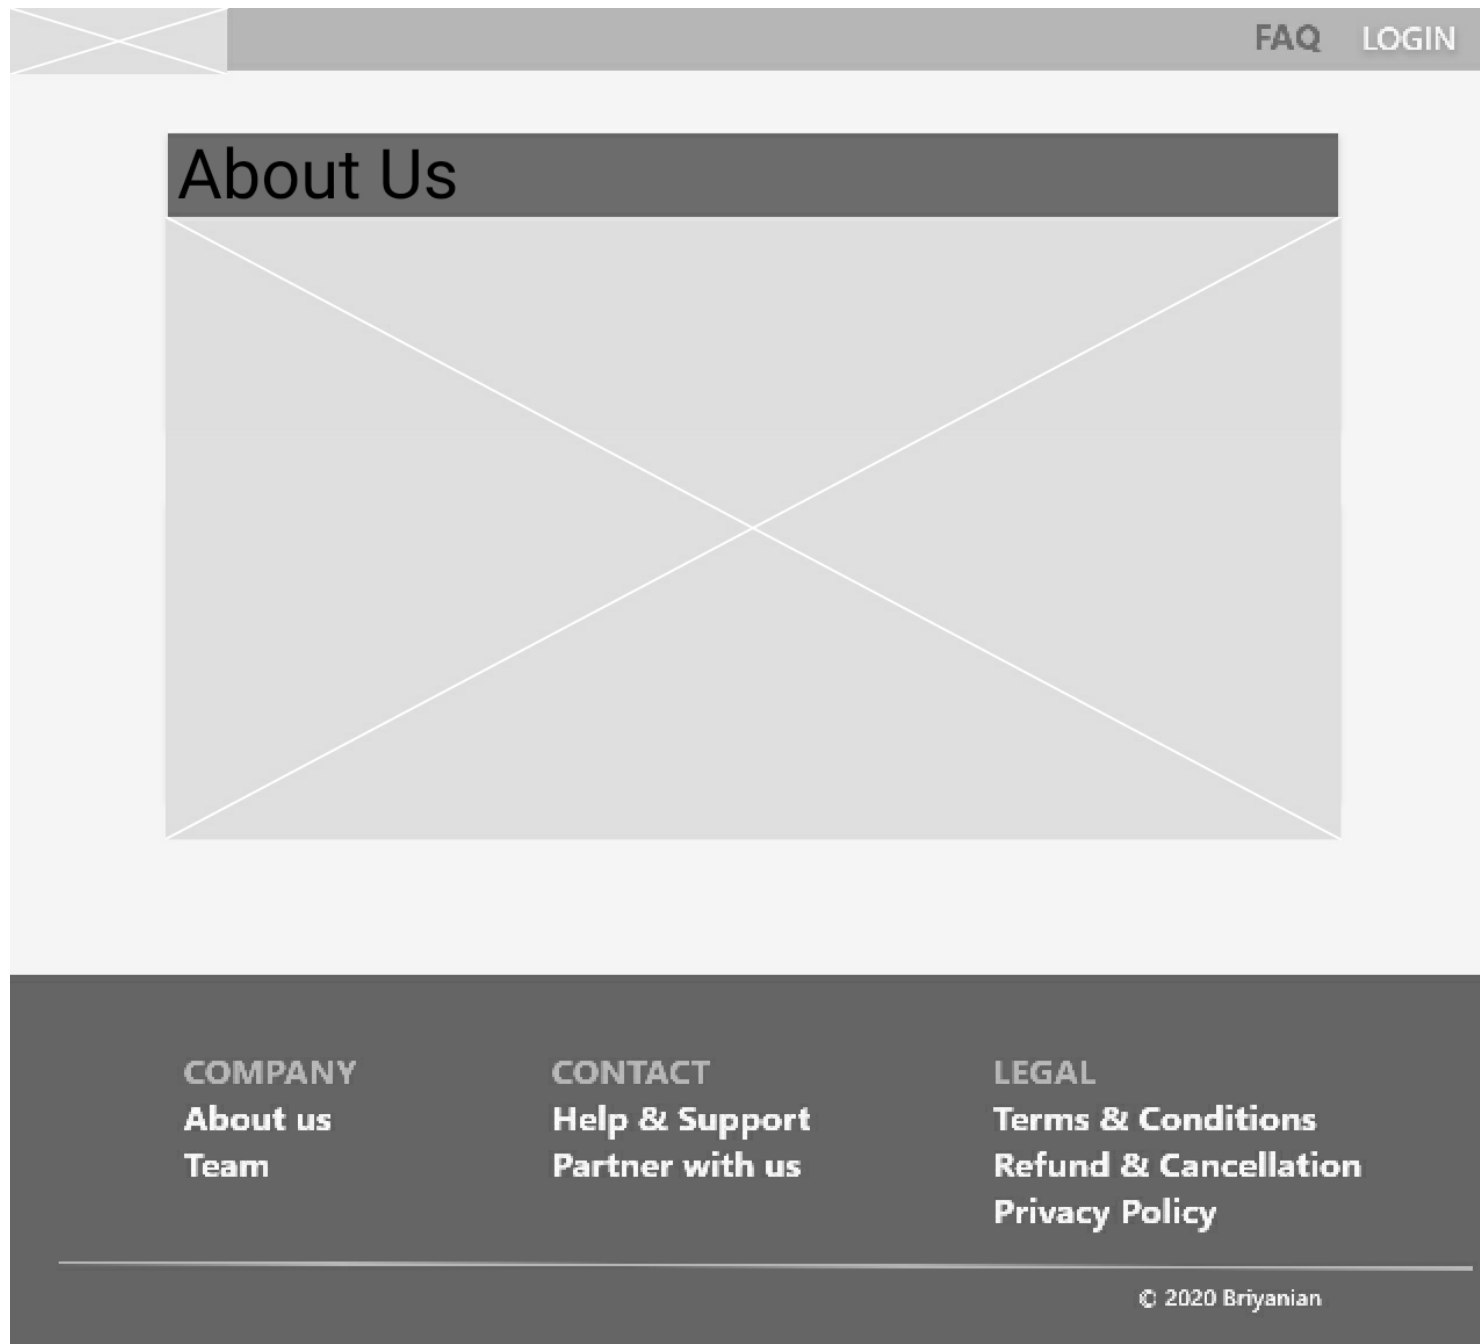 FAQ LOGIN
About Us
COMPANY
About us
Team
CONTACT
Help & Support
Partner with us
LEGAL
Terms & Conditions
Refund & Cancellation
Privacy Policy
© 2020 Briyanian